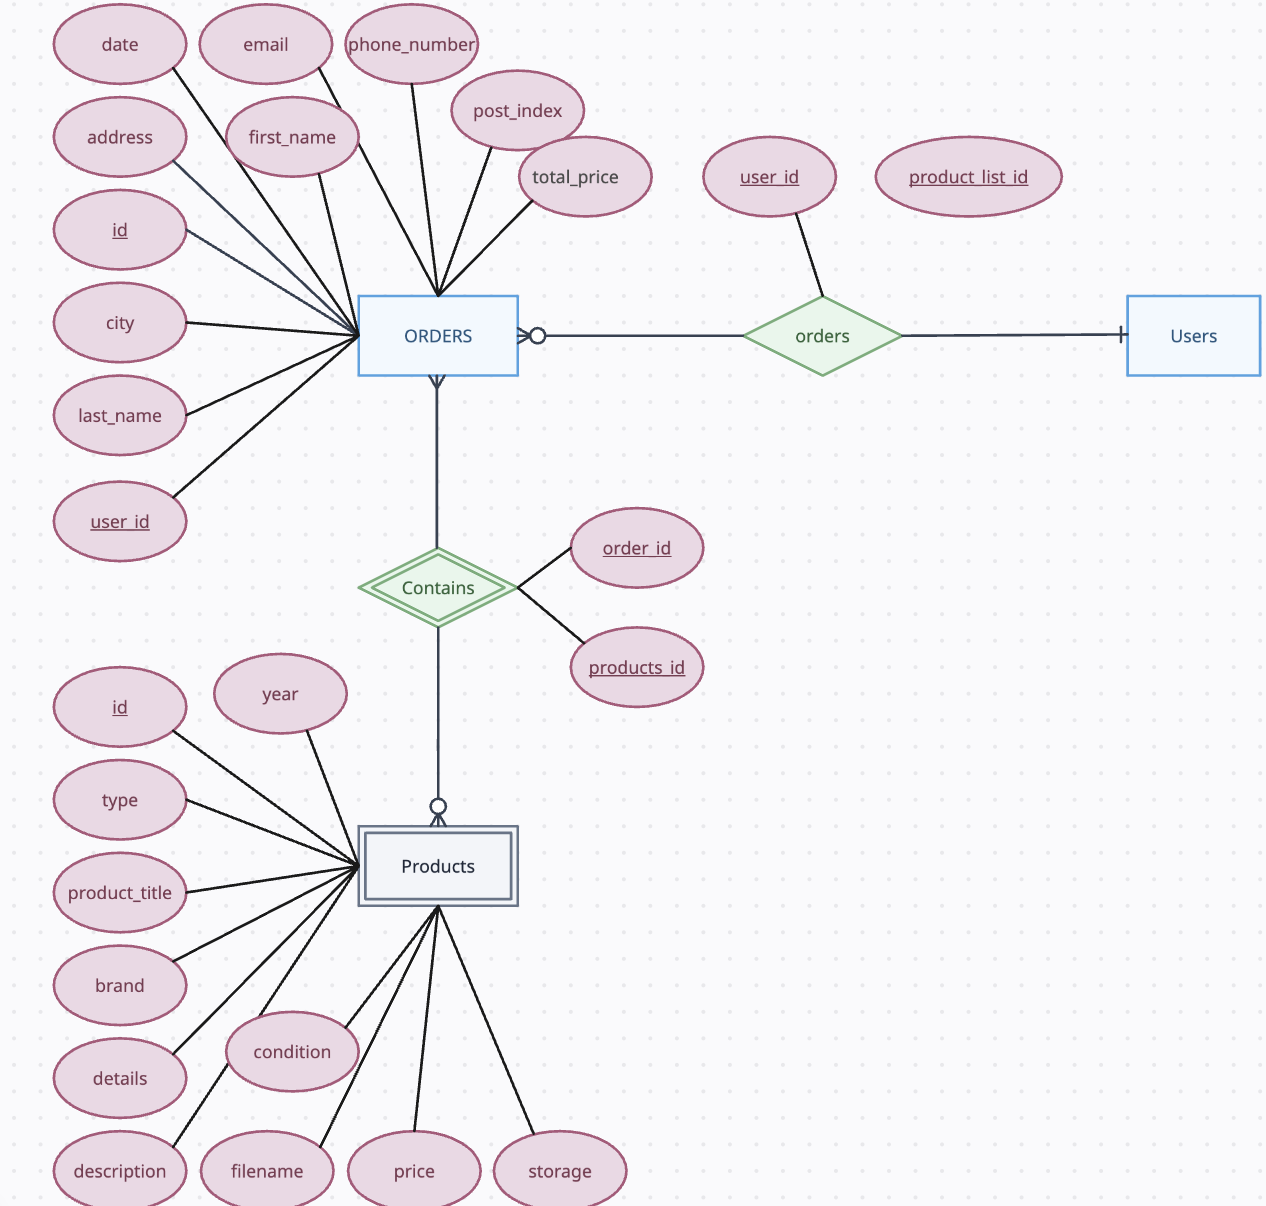 date
email
phone_number
post_index
address
first_name
total_price
user_id
product_list_id
id
city
ORDERS
orders
Users
last_name
user_id
order_id
Contains
products_id
id
year
type
Products
product_title
brand
condition
details
description
filename
price
storage